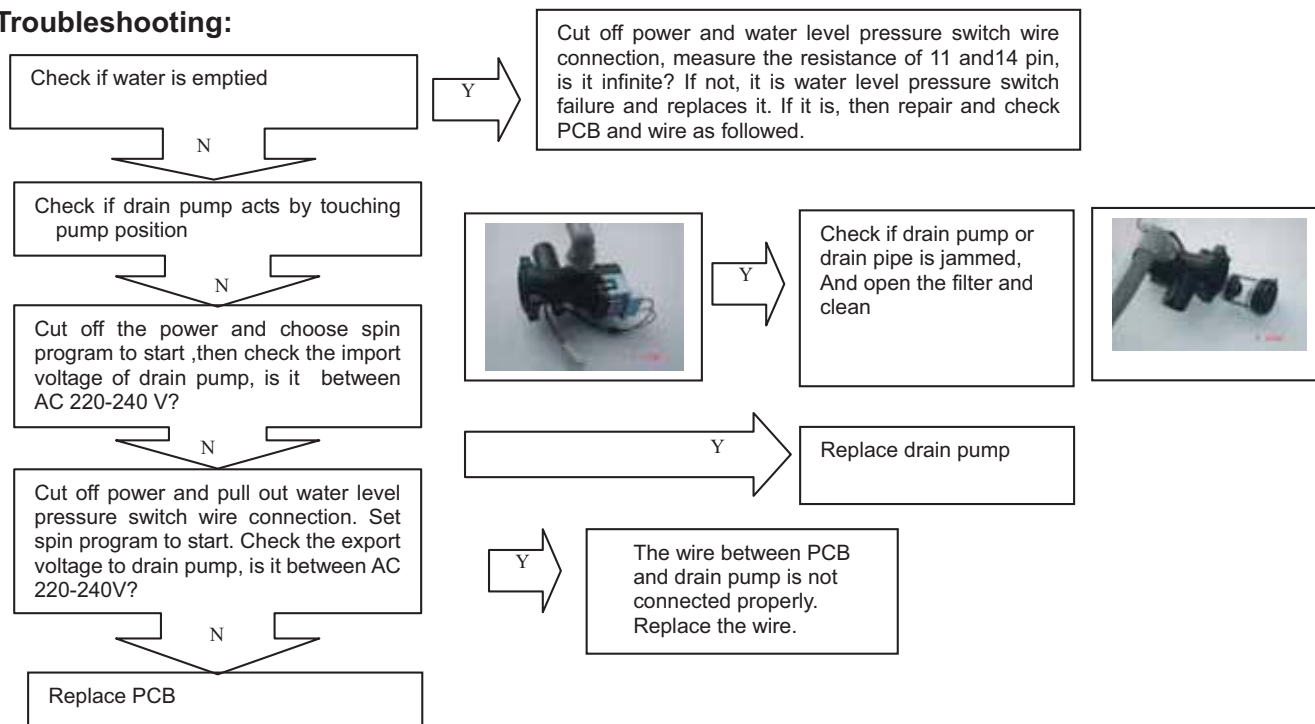 Troubleshooting:
Check if water is emptied
Y
Cut off power and water level pressure switch wire
connection, measure the resistance of 11 and14 pin,
is it infinite? If not, it is water level pressure switch
failure and replaces it. If it is, then repair and check
PCB and wire as followed.
N
Check if drain pump acts by touching
pump position
Y
Check if drain pump or
drain pipe is jammed,
And open the filter and
clean
N
Cut off the power and choose spin
program to start ,then check the import
voltage of drain pump, is it between
AC 220-240 V?
Y
Replace drain pump
N
Cut off power and pull out water level
pressure switch wire connection. Set
spin program to start. Check the export
voltage to drain pump, is it between AC
220-240V?
Y
The wire between PCB
and drain pump is not
connected properly.
Replace the wire.
N
Replace PCB